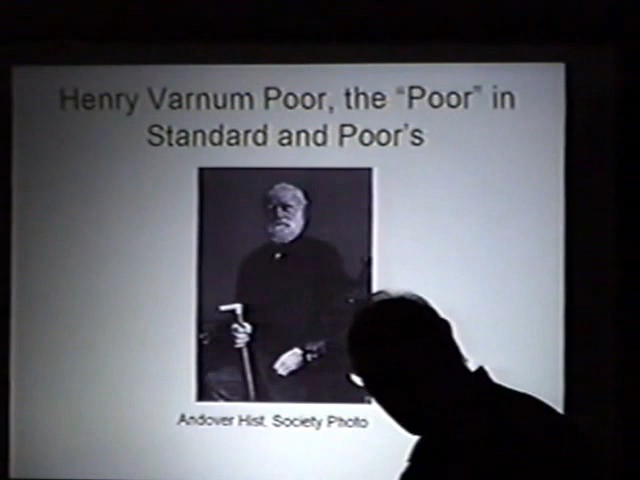 Henry Varnum Poor, the “Poor” in
Standard and Poor’s
Andover Hist. Society Photo